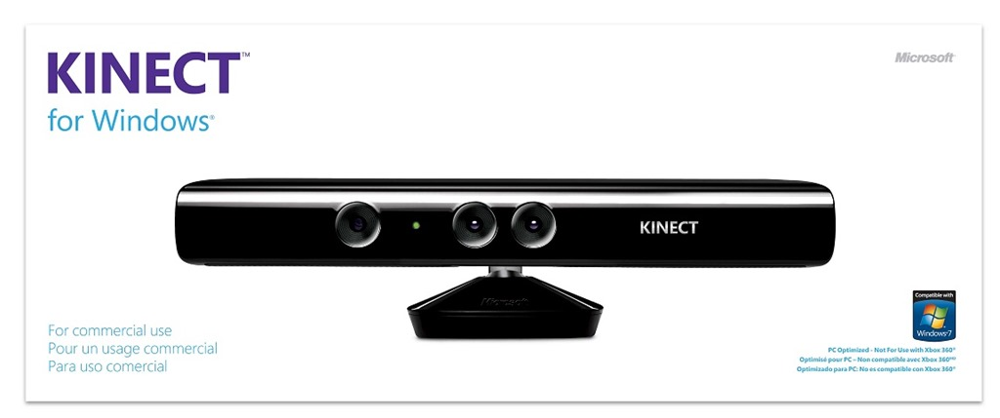 KINECT™
for Windows®
Microsoft
KINECT
Microsoft
For commercial use
Pour un usage commercial
Para uso comercial
Compatible with
Windows 7
PC Optimized - Not For Use with Xbox 360®
Optimisé pour PC – Non compatible avec Xbox 360MD
Optimizado para PC: No es compatible con Xbox 360®